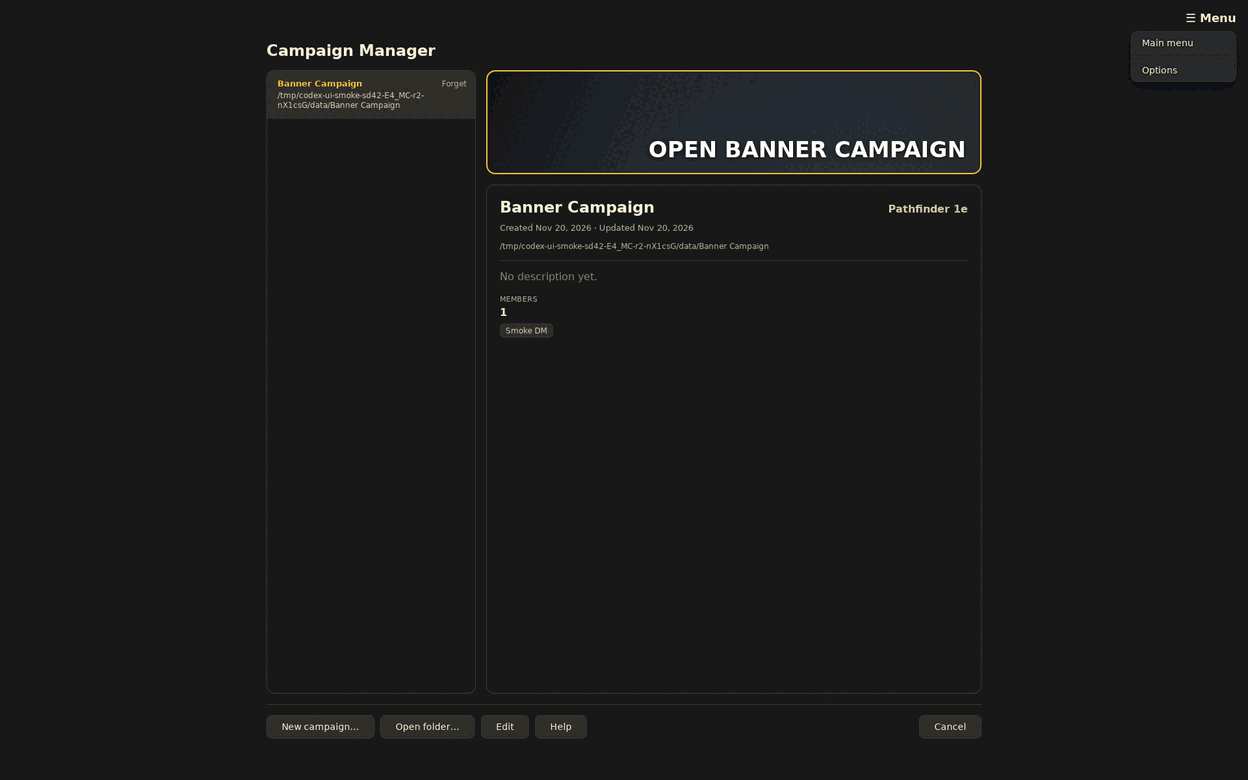 ☰ Menu
Main menu
Options
Campaign Manager
Banner Campaign
Forget
/tmp/codex-ui-smoke-sd42-E4_MC-r2-
nX1csG/data/Banner Campaign
OPEN BANNER CAMPAIGN
Banner Campaign
Pathfinder 1e
Created Nov 20, 2026 · Updated Nov 20, 2026
/tmp/codex-ui-smoke-sd42-E4_MC-r2-nX1csG/data/Banner Campaign
No description yet.
MEMBERS
1
Smoke DM
New campaign...
Open folder...
Edit
Help
Cancel